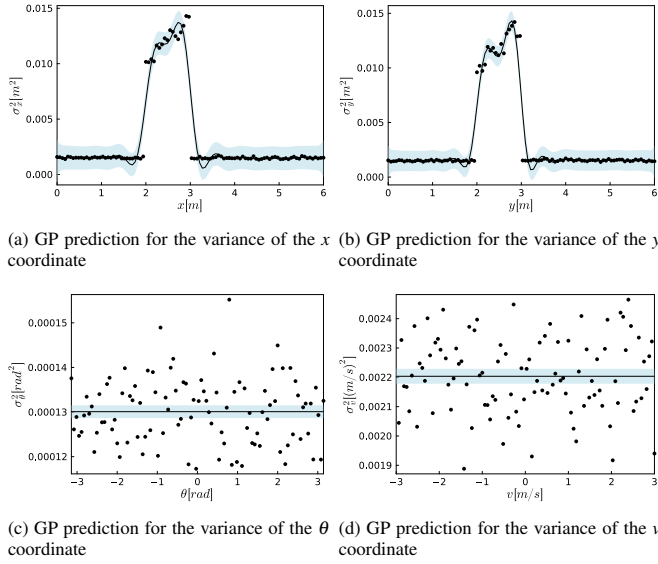 0.015
0.010
0.005
0.000
σ²x̂[m²]
0 1 2 3 4 5 6
x[m]
0.015
0.010
0.005
0.000
σ²ŷ[m²]
0 1 2 3 4 5 6
y[m]
(a) GP prediction for the variance of the x
coordinate
(b) GP prediction for the variance of the y
coordinate
0.00015
0.00014
0.00013
0.00012
σ²θ̂[rad²]
−3 −2 −1 0 1 2 3
θ[rad]
0.0024
0.0023
0.0022
0.0021
0.0020
0.0019
σ²v̂[(m/s)²]
−3 −2 −1 0 1 2 3
v[m/s]
(c) GP prediction for the variance of the θ
coordinate
(d) GP prediction for the variance of the v
coordinate